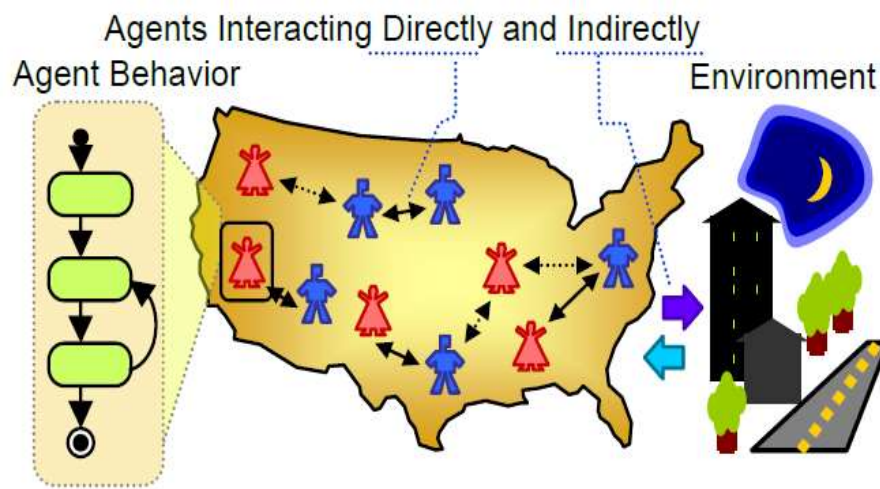 Agents Interacting Directly and Indirectly
Agent Behavior
Environment